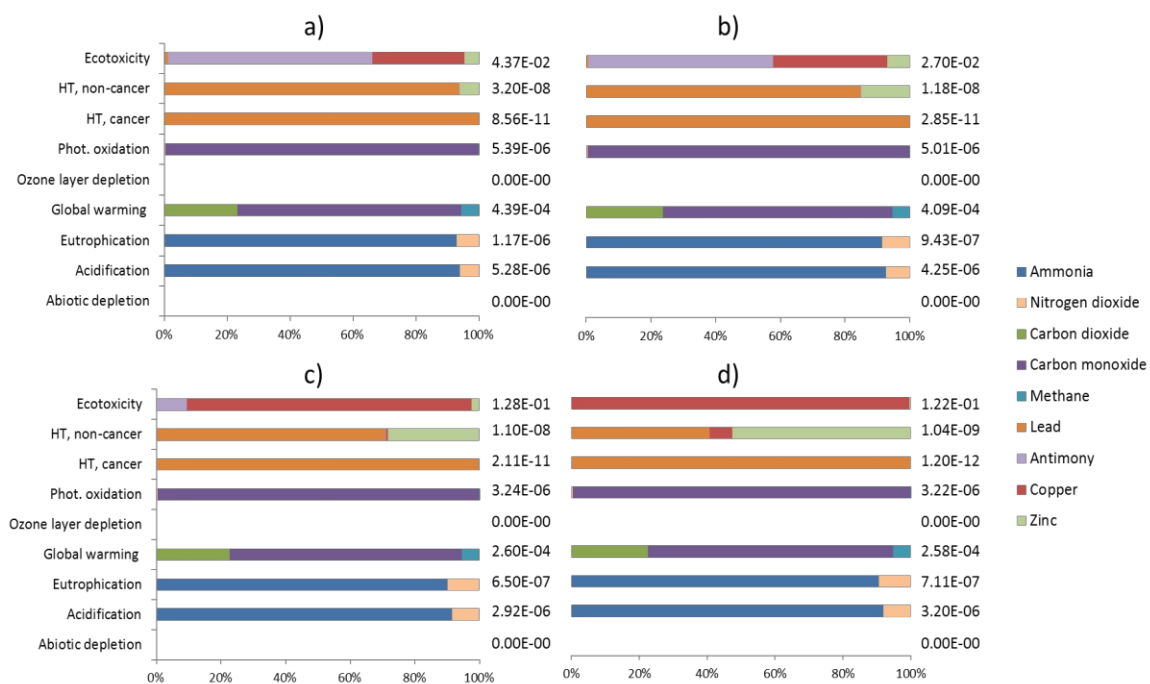 a)
Ecotoxicity 4.37E-02
HT, non-cancer 3.20E-08
HT, cancer 8.56E-11
Phot. oxidation 5.39E-06
Ozone layer depletion 0.00E-00
Global warming 4.39E-04
Eutrophication 1.17E-06
Acidification 5.28E-06
Abiotic depletion 0.00E-00
0% 20% 40% 60% 80% 100%
b)
2.70E-02
1.18E-08
2.85E-11
5.01E-06
0.00E-00
4.09E-04
9.43E-07
4.25E-06
0.00E-00
0% 20% 40% 60% 80% 100%
c)
Ecotoxicity 1.28E-01
HT, non-cancer 1.10E-08
HT, cancer 2.11E-11
Phot. oxidation 3.24E-06
Ozone layer depletion 0.00E-00
Global warming 2.60E-04
Eutrophication 6.50E-07
Acidification 2.92E-06
Abiotic depletion 0.00E-00
0% 20% 40% 60% 80% 100%
d)
1.22E-01
1.04E-09
1.20E-12
3.22E-06
0.00E-00
2.58E-04
7.11E-07
3.20E-06
0.00E-00
0% 20% 40% 60% 80% 100%
Ammonia
Nitrogen dioxide
Carbon dioxide
Carbon monoxide
Methane
Lead
Antimony
Copper
Zinc